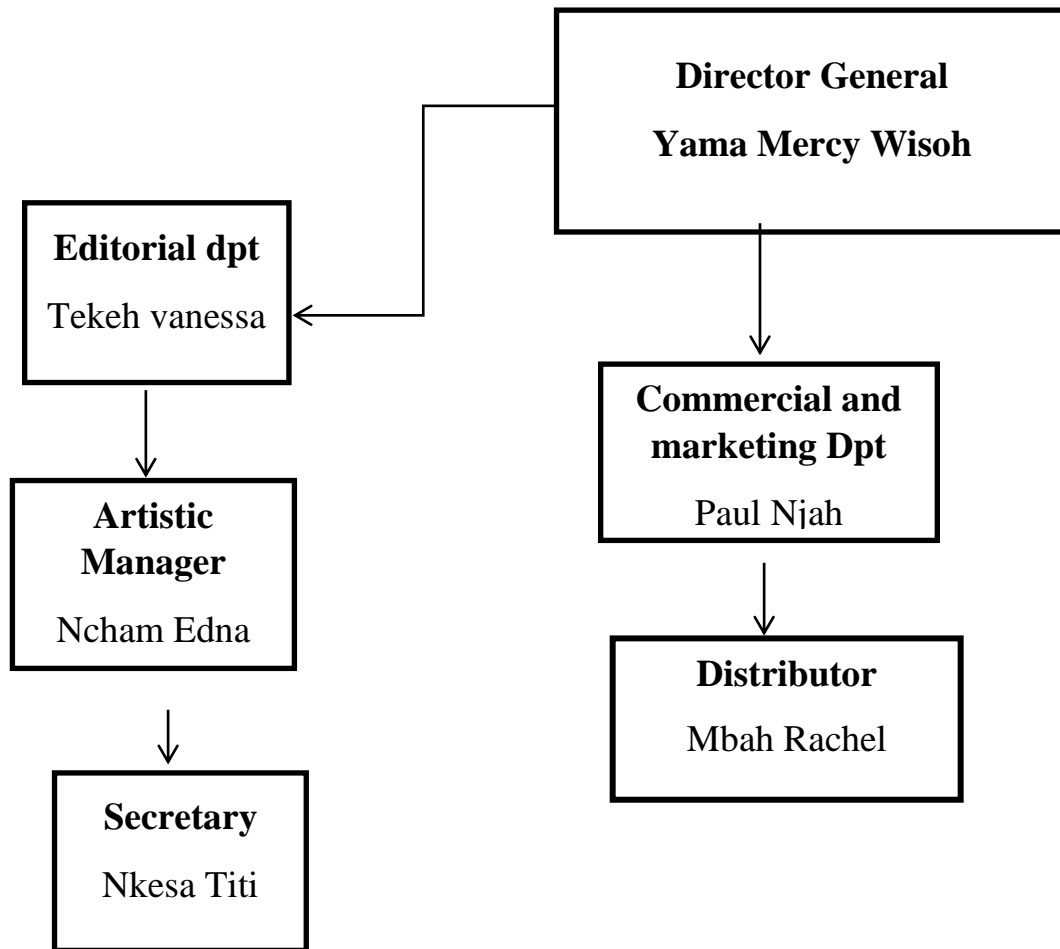 Director General
Yama Mercy Wisoh
Editorial dpt
Tekeh vanessa
Commercial and
marketing Dpt
Paul Njah
Artistic
Manager
Ncham Edna
Distributor
Mbah Rachel
Secretary
Nkesa Titi